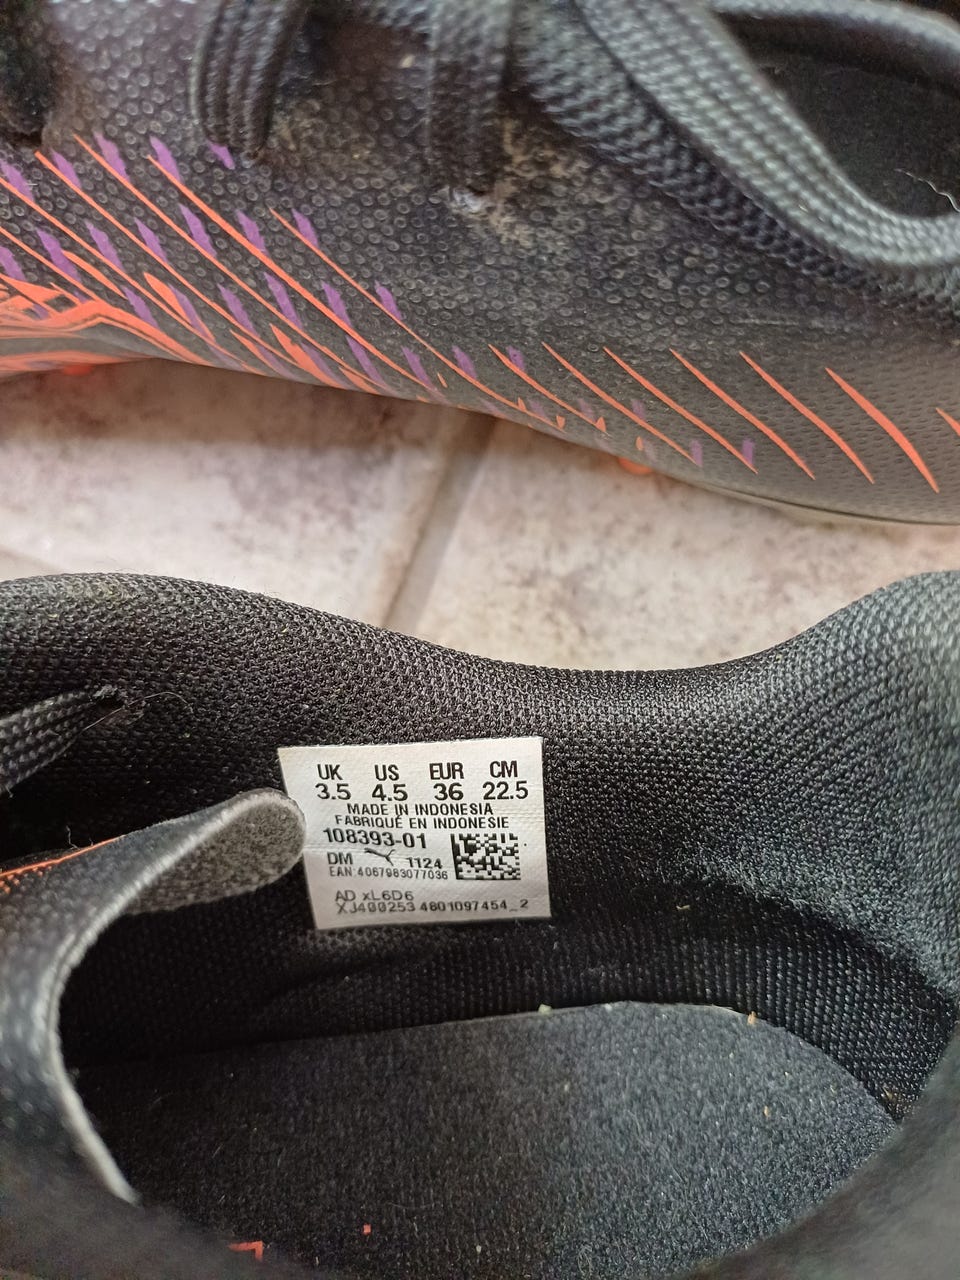 UK US EUR CM
3.5 4.5 36 22.5
MADE IN INDONESIA
FABRIQUÉ EN INDONESIE
108393-01
DM 1124
EAN:4067983077036
AD xL6D6
XJ400253 4801097454_2